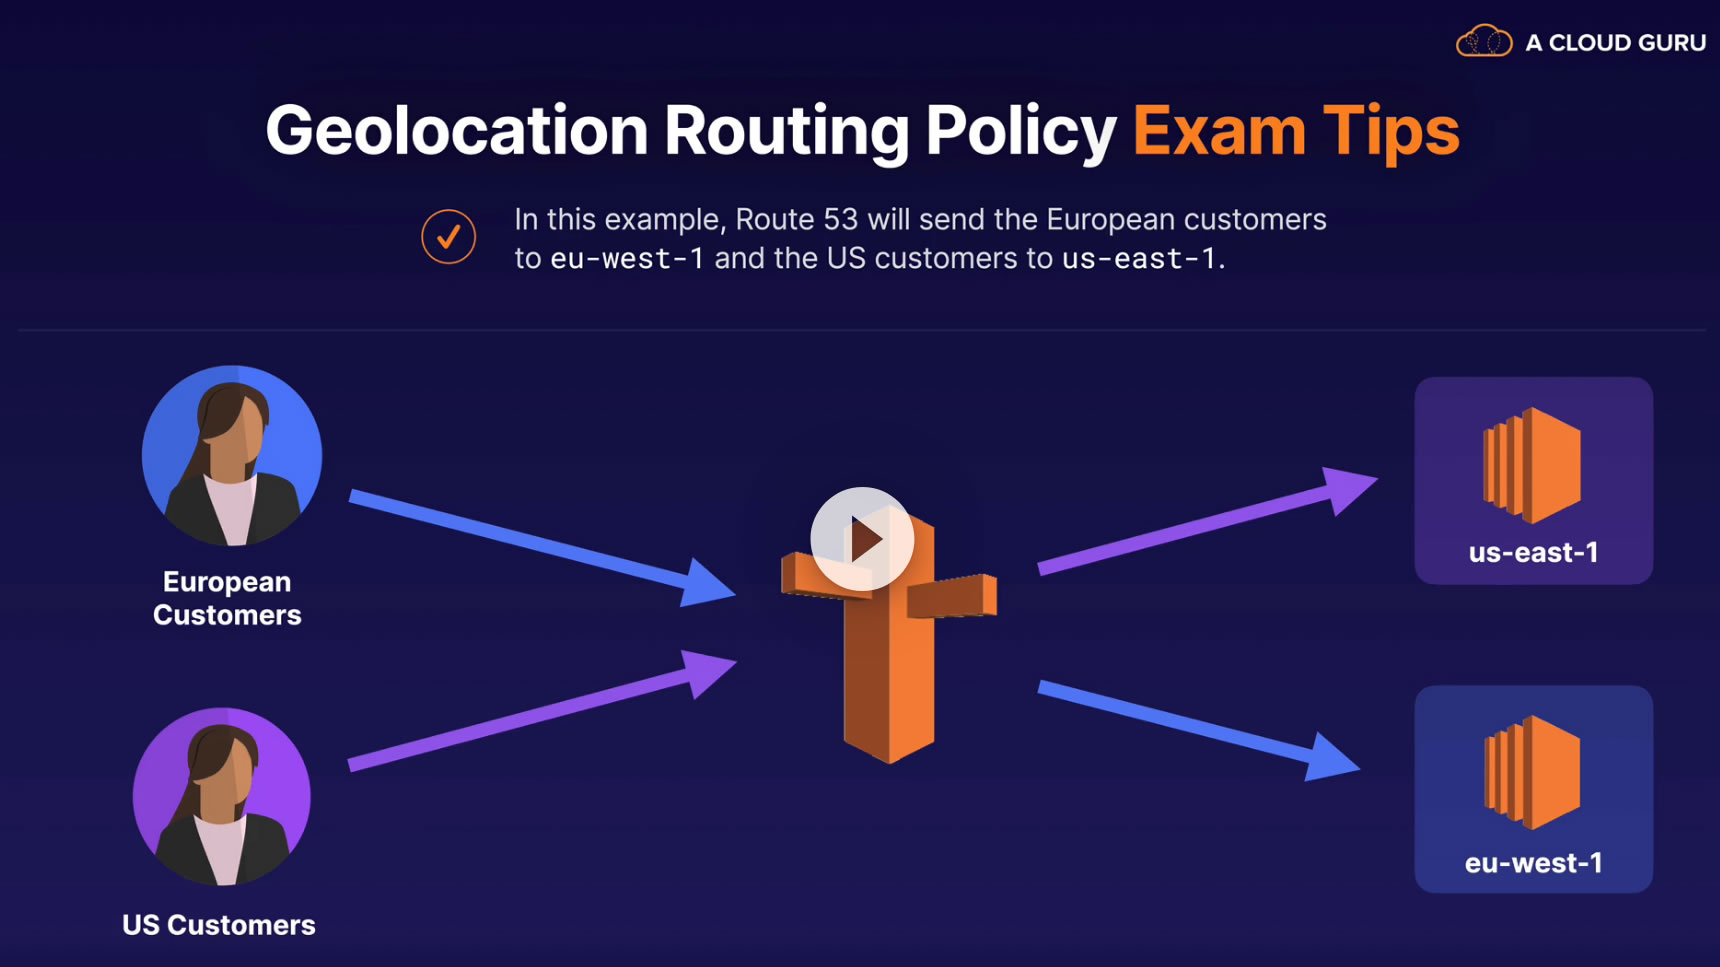 A CLOUD GURU
Geolocation Routing Policy Exam Tips
In this example, Route 53 will send the European customers
to eu-west-1 and the US customers to us-east-1.
European
Customers
US Customers
us-east-1
eu-west-1